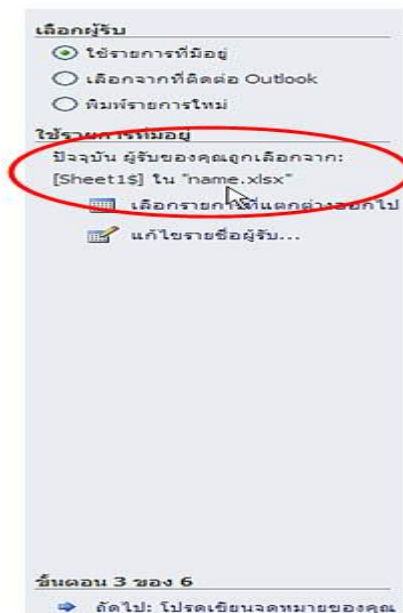 เลือกผู้รับ
ใช้รายการที่มีอยู่
เลือกจากที่ติดต่อ Outlook
พิมพ์รายการใหม่
ใช้รายการที่มีอยู่
ปัจจุบัน ผู้รับของคุณถูกเลือกจาก:
[Sheet1$] ใน "name.xlsx"
เลือกรายการที่แตกต่างออกไป
แก้ไขรายชื่อผู้รับ...
ขั้นตอน 3 ของ 6
ถัดไป: โปรดเขียนจดหมายของคุณ